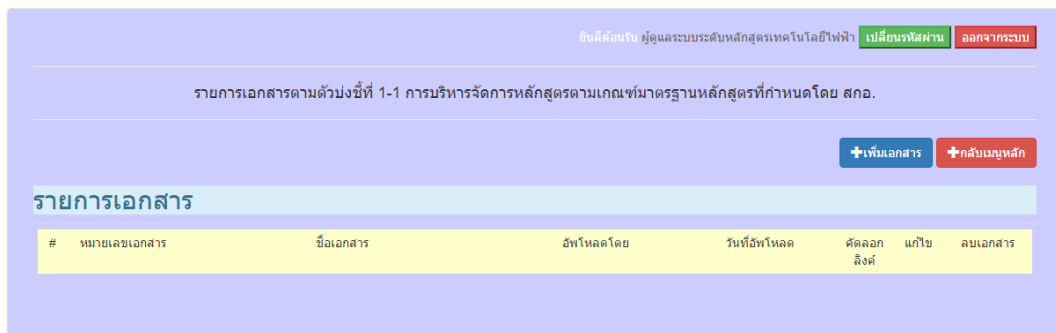 ยินดีต้อนรับ ผู้ดูแลระบบระดับหลักสูตรเทคโนโลยีไฟฟ้า เปลี่ยนรหัสผ่าน ออกจากระบบ
รายการเอกสารตามตัวบ่งชี้ที่ 1-1 การบริหารจัดการหลักสูตรตามเกณฑ์มาตรฐานหลักสูตรที่กำหนดโดย สกอ.
+เพิ่มเอกสาร +กลับเมนูหลัก
รายการเอกสาร
# หมายเลขเอกสาร ชื่อเอกสาร อัพโหลดโดย วันที่อัพโหลด คัดลอก แก้ไข ลบเอกสาร
ลิงค์